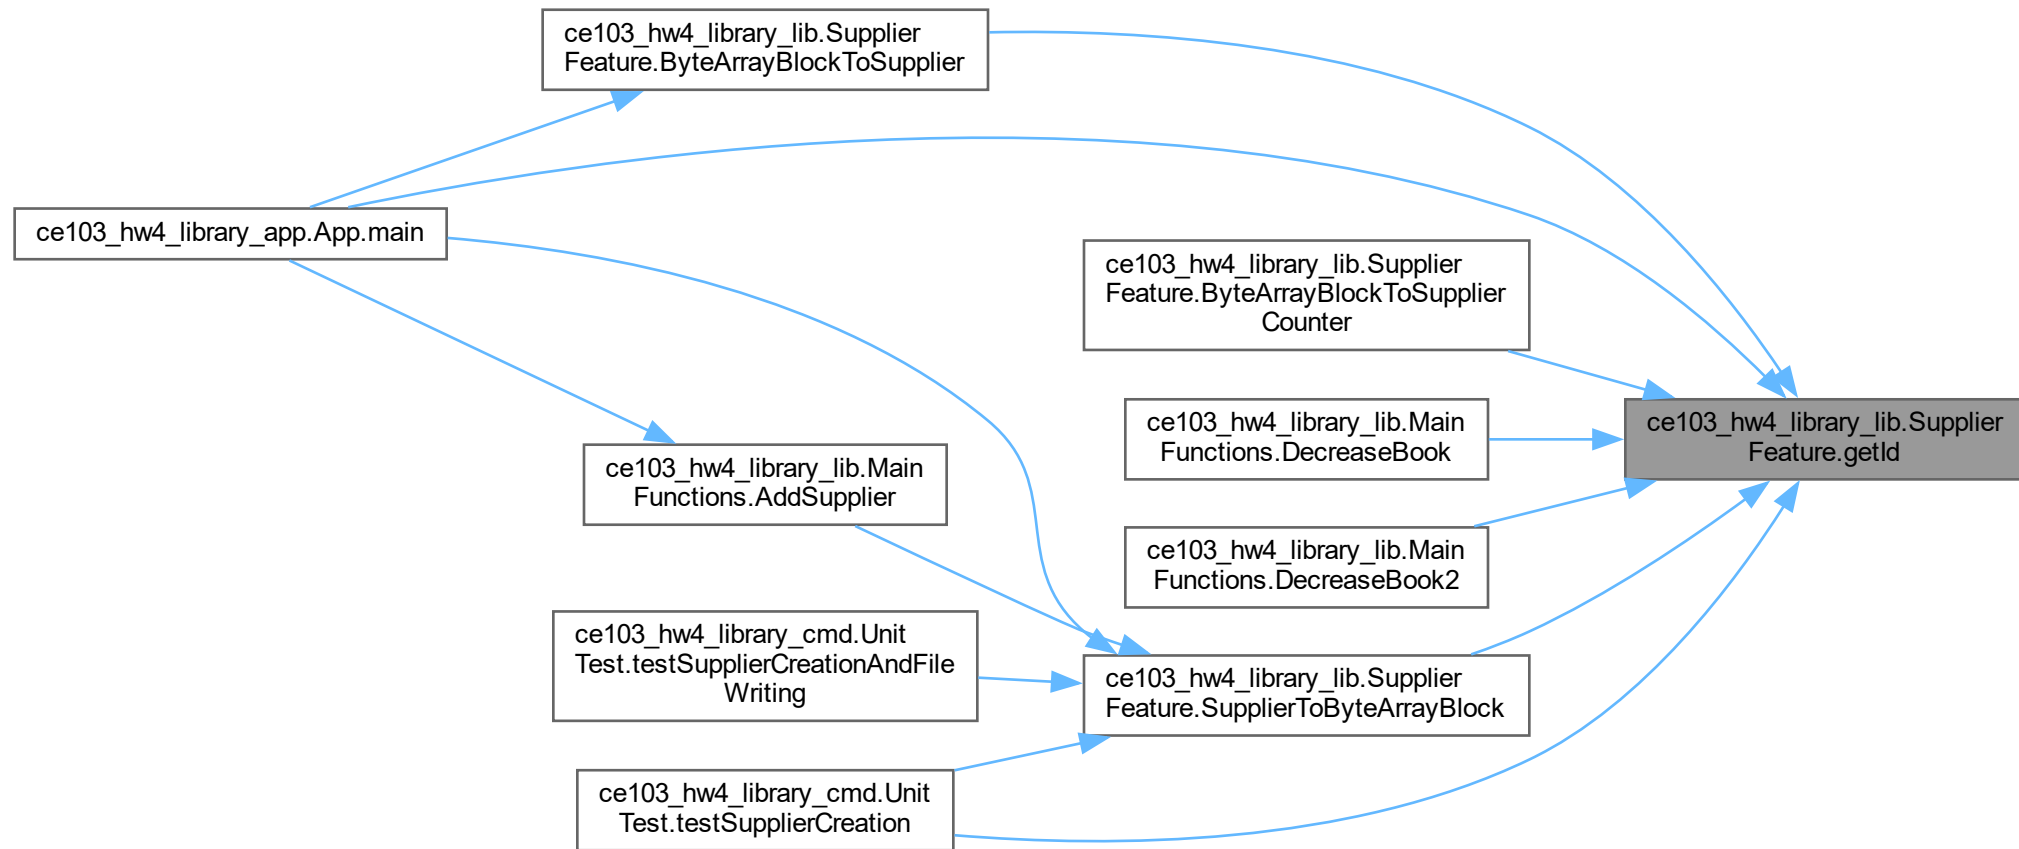 ce103_hw4_library_lib.Supplier
Feature.ByteArrayBlockToSupplier
ce103_hw4_library_app.App.main
ce103_hw4_library_lib.Supplier
Feature.ByteArrayBlockToSupplier
Counter
ce103_hw4_library_lib.Main
Functions.DecreaseBook
ce103_hw4_library_lib.Supplier
Feature.getId
ce103_hw4_library_lib.Main
Functions.AddSupplier
ce103_hw4_library_lib.Main
Functions.DecreaseBook2
ce103_hw4_library_cmd.Unit
Test.testSupplierCreationAndFile
Writing
ce103_hw4_library_lib.Supplier
Feature.SupplierToByteArrayBlock
ce103_hw4_library_cmd.Unit
Test.testSupplierCreation